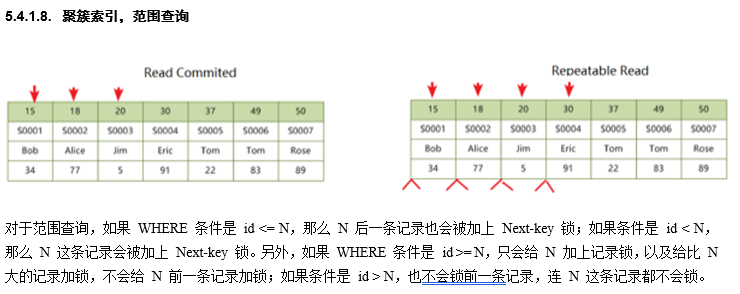 5.4.1.8. 聚簇索引，范围查询
Read Commited
15 18 20 30 37 49 50
S0001 S0002 S0003 S0004 S0005 S0006 S0007
Bob Alice Jim Eric Tom Tom Rose
34 77 5 91 22 83 89
Repeatable Read
15 18 20 30 37 49 50
S0001 S0002 S0003 S0004 S0005 S0006 S0007
Bob Alice Jim Eric Tom Tom Rose
34 77 5 91 22 83 89
对于范围查询，如果 WHERE 条件是 id <= N，那么 N 后一条记录也会被加上 Next-key 锁；如果条件是 id < N，
那么 N 这条记录会被加上 Next-key 锁。另外，如果 WHERE 条件是 id >= N，只会给 N 加上记录锁，以及给比 N
大的记录加锁，不会给 N 前一条记录加锁；如果条件是 id > N，也不会锁前一条记录，连 N 这条记录都不会锁。